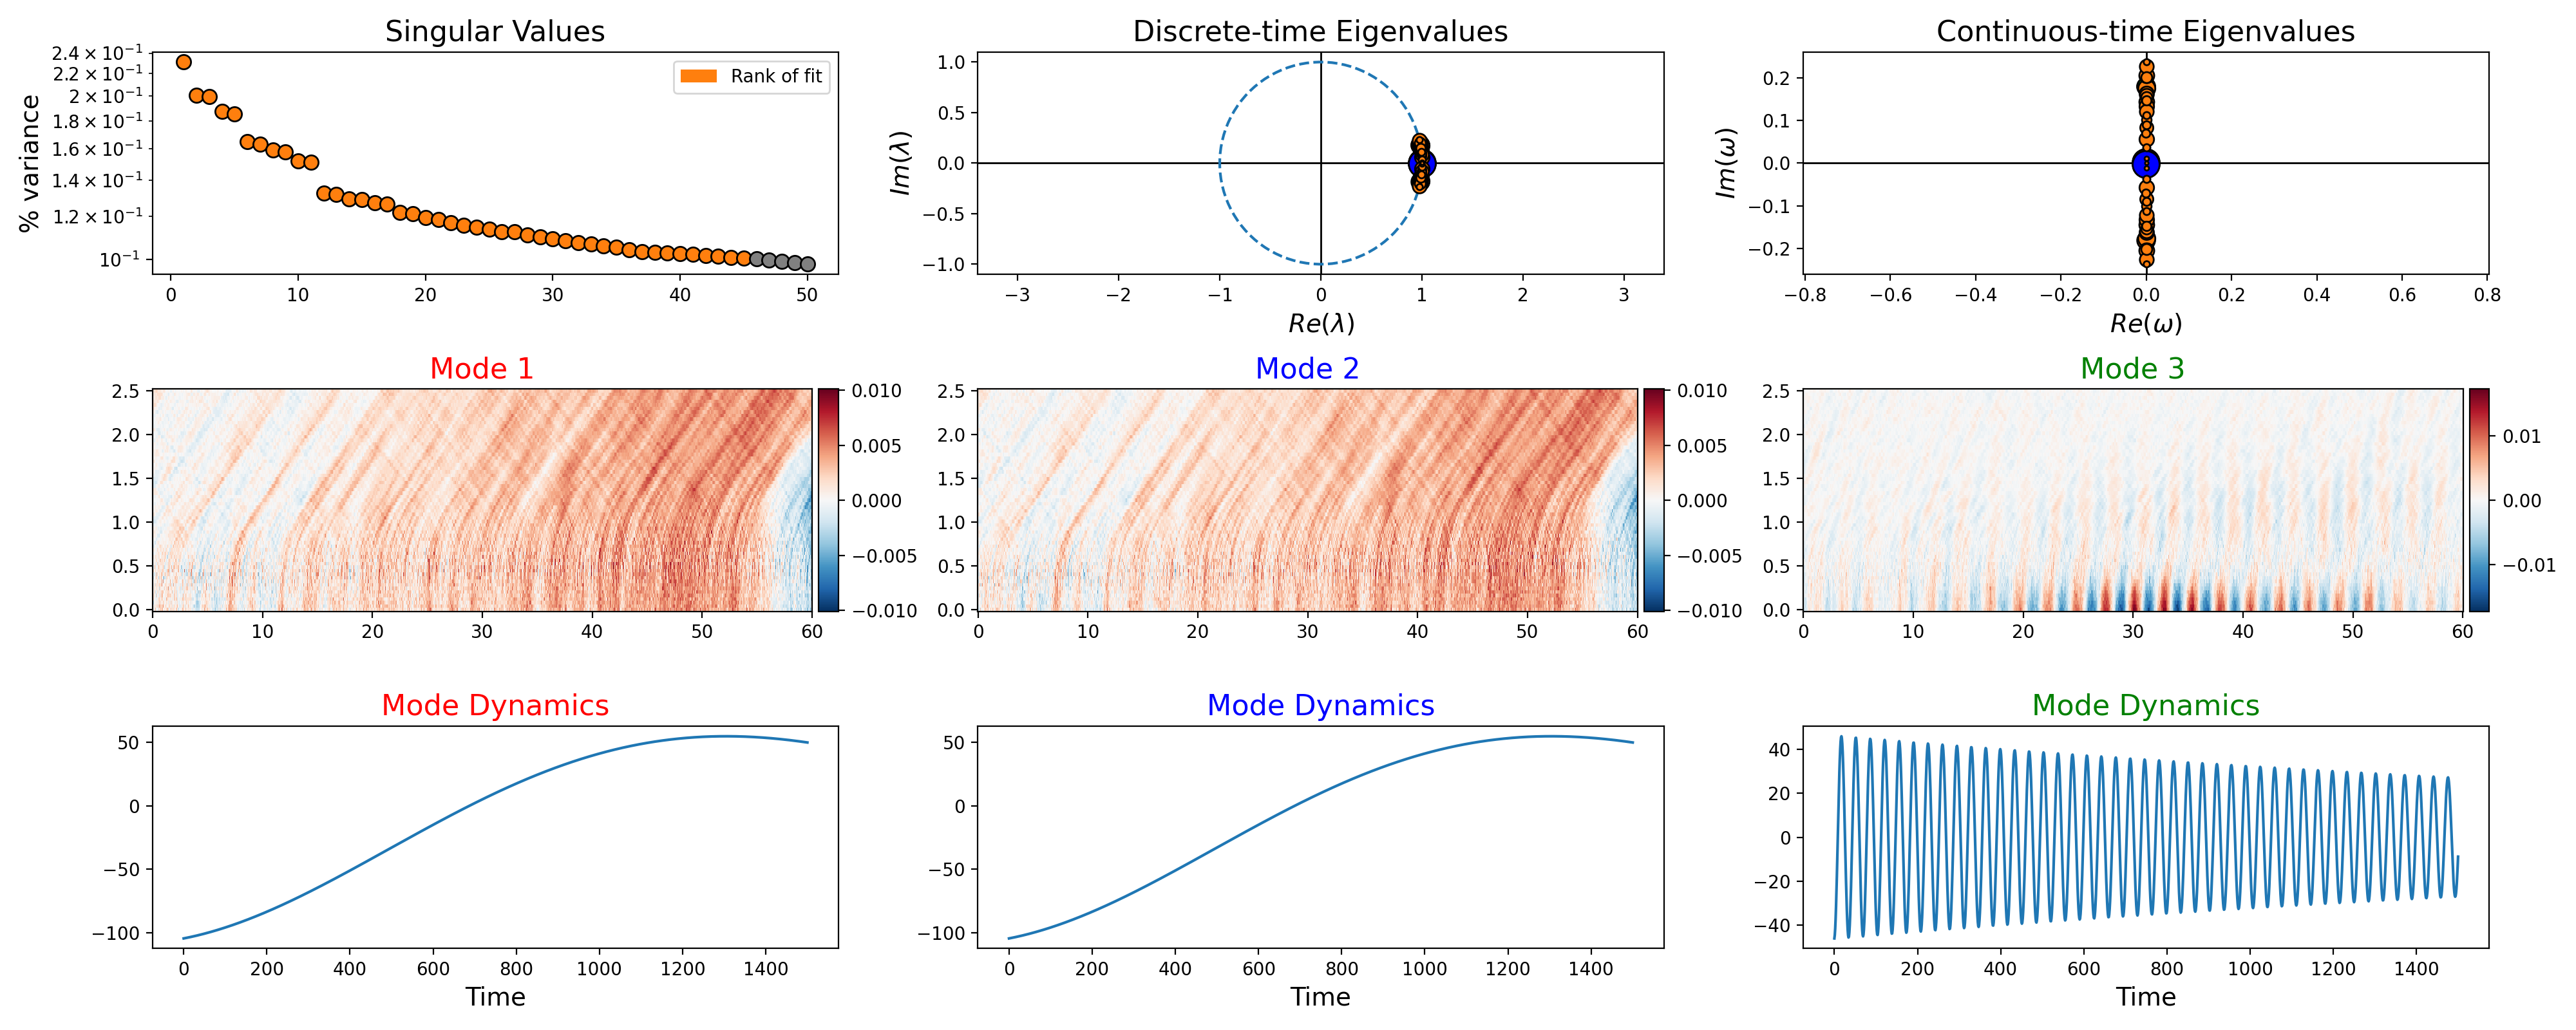 Singular Values
2.4 × 10⁻¹
2.2 × 10⁻¹
2 × 10⁻¹
1.8 × 10⁻¹
1.6 × 10⁻¹
1.4 × 10⁻¹
1.2 × 10⁻¹
10⁻¹
% variance
Rank of fit
0 10 20 30 40 50
Discrete-time Eigenvalues
1.0
0.5
0.0
−0.5
−1.0
Im(λ)
−3 −2 −1 0 1 2 3
Re(λ)
Continuous-time Eigenvalues
0.2
0.1
0.0
−0.1
−0.2
Im(ω)
−0.8 −0.6 −0.4 −0.2 0.0 0.2 0.4 0.6 0.8
Re(ω)
Mode 1
2.5
2.0
1.5
1.0
0.5
0.0
0 10 20 30 40 50 60
0.010
0.005
0.000
−0.005
−0.010
Mode 2
2.5
2.0
1.5
1.0
0.5
0.0
0 10 20 30 40 50 60
0.010
0.005
0.000
−0.005
−0.010
Mode 3
2.5
2.0
1.5
1.0
0.5
0.0
0 10 20 30 40 50 60
0.01
0.00
−0.01
Mode Dynamics
50
0
−50
−100
0 200 400 600 800 1000 1200 1400
Time
Mode Dynamics
50
0
−50
−100
0 200 400 600 800 1000 1200 1400
Time
Mode Dynamics
40
20
0
−20
−40
0 200 400 600 800 1000 1200 1400
Time